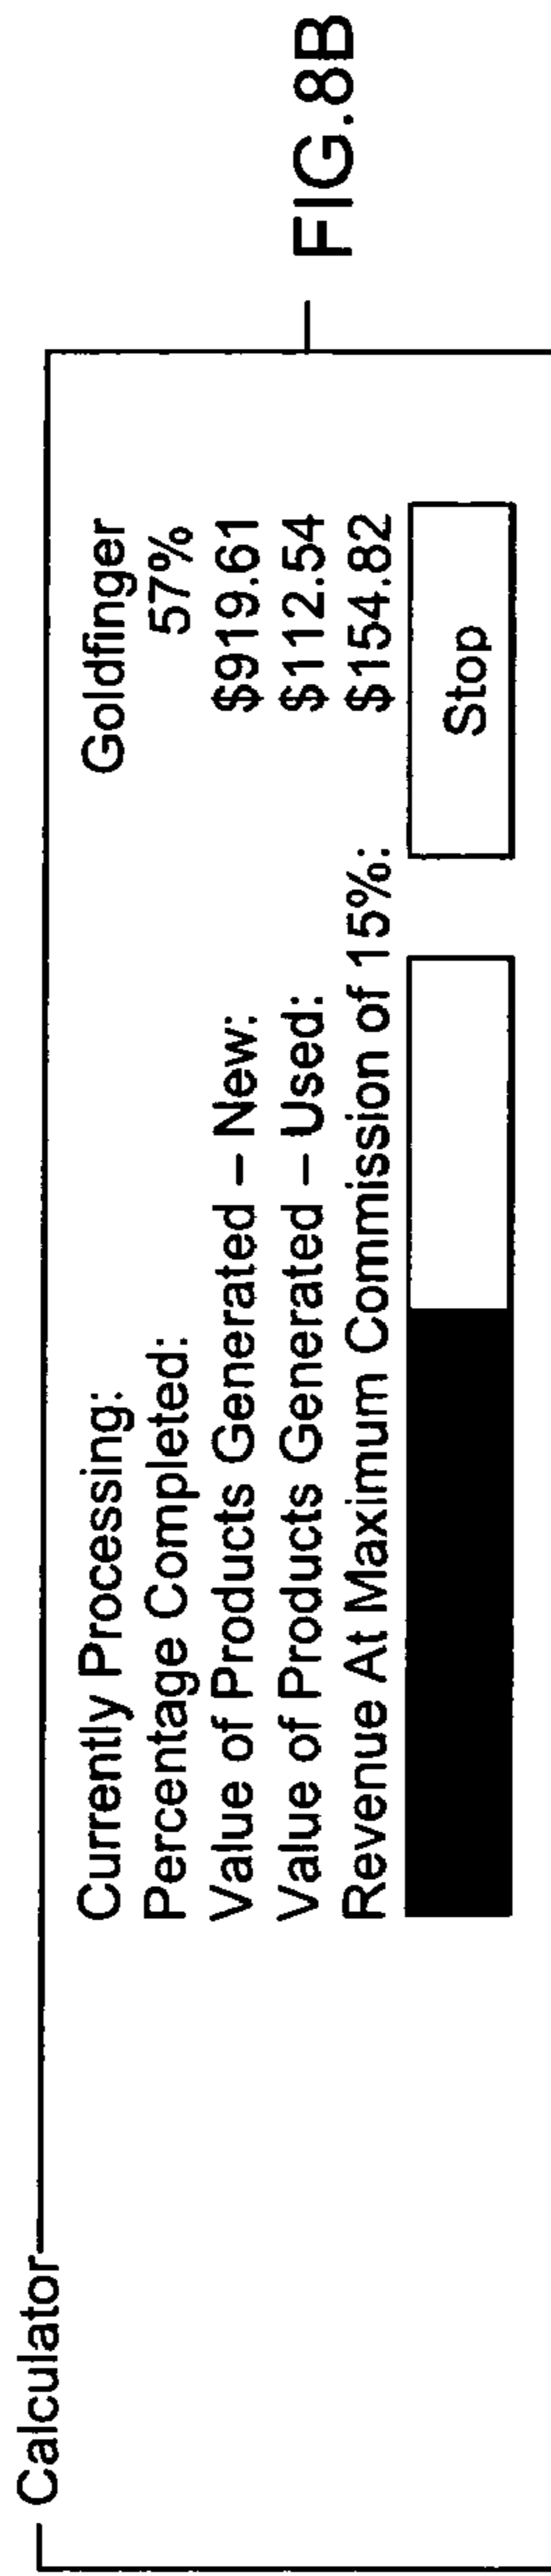 Calculator
Currently Processing: Goldfinger
Percentage Completed: 57%
Value of Products Generated – New: $919.61
Value of Products Generated – Used: $112.54
Revenue At Maximum Commission of 15%: $154.82
Stop
FIG.8B